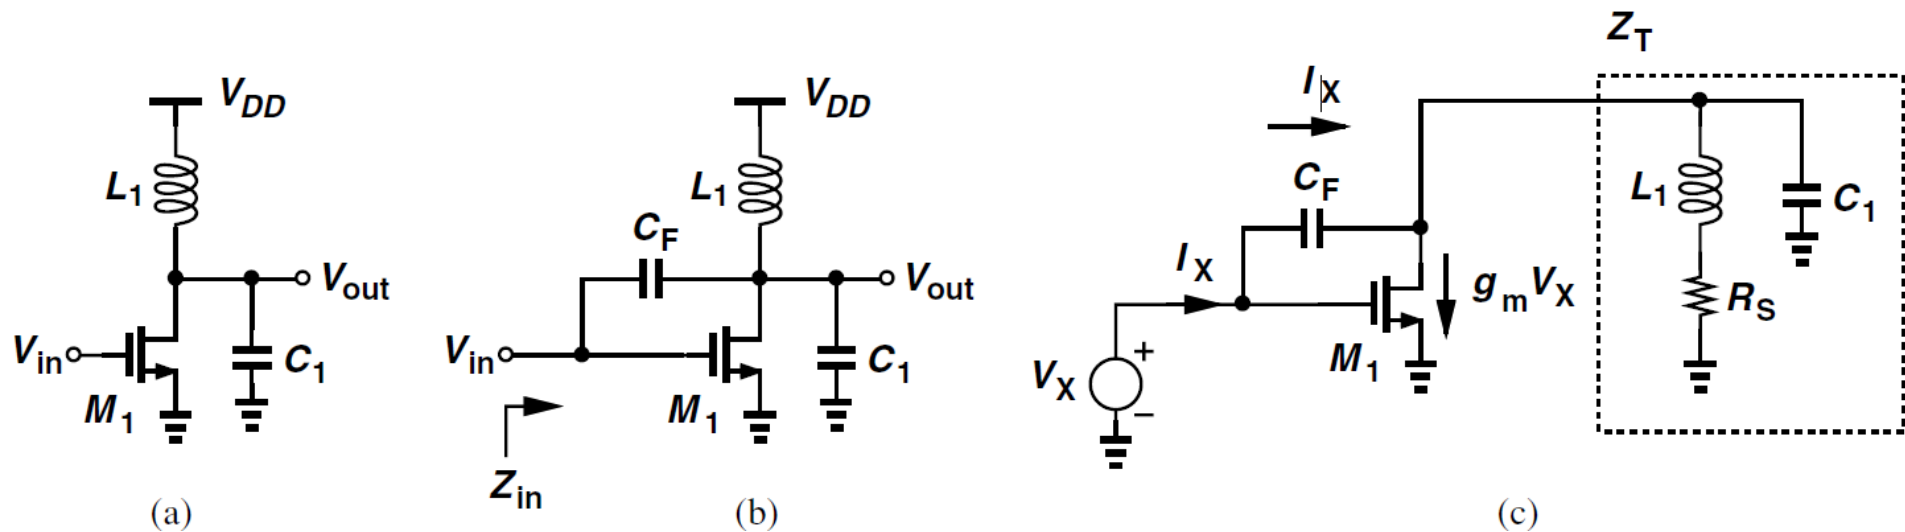 V_DD
L_1
V_out
V_in
M_1
C_1
(a)
V_DD
L_1
C_F
V_out
V_in
M_1
C_1
Z_in
(b)
Z_T
I_X
C_F
I_X
g_m V_X
M_1
V_X
+
−
L_1
C_1
R_S
(c)